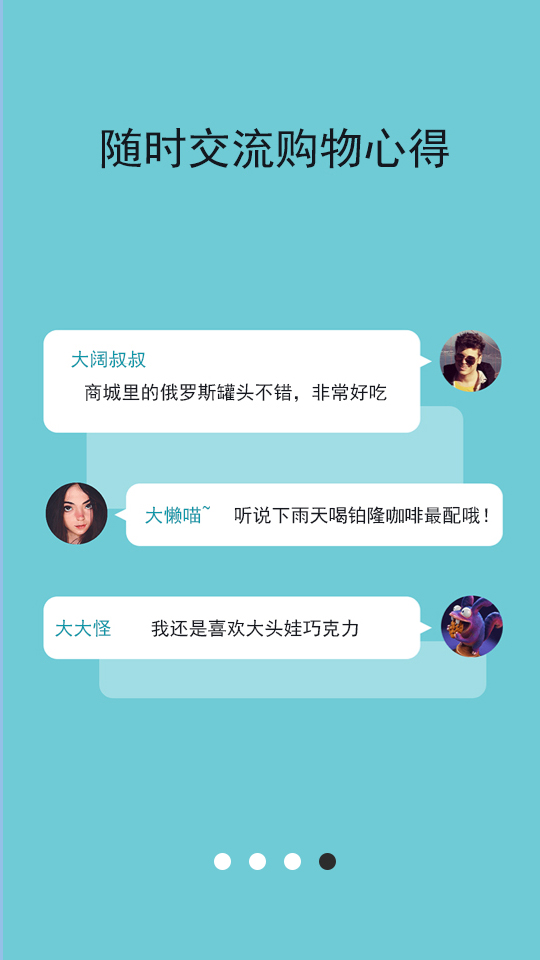 随时交流购物心得
大阔叔叔
商城里的俄罗斯罐头不错，非常好吃
大懒喵~ 听说下雨天喝铂隆咖啡最配哦！
大大怪 我还是喜欢大头娃巧克力